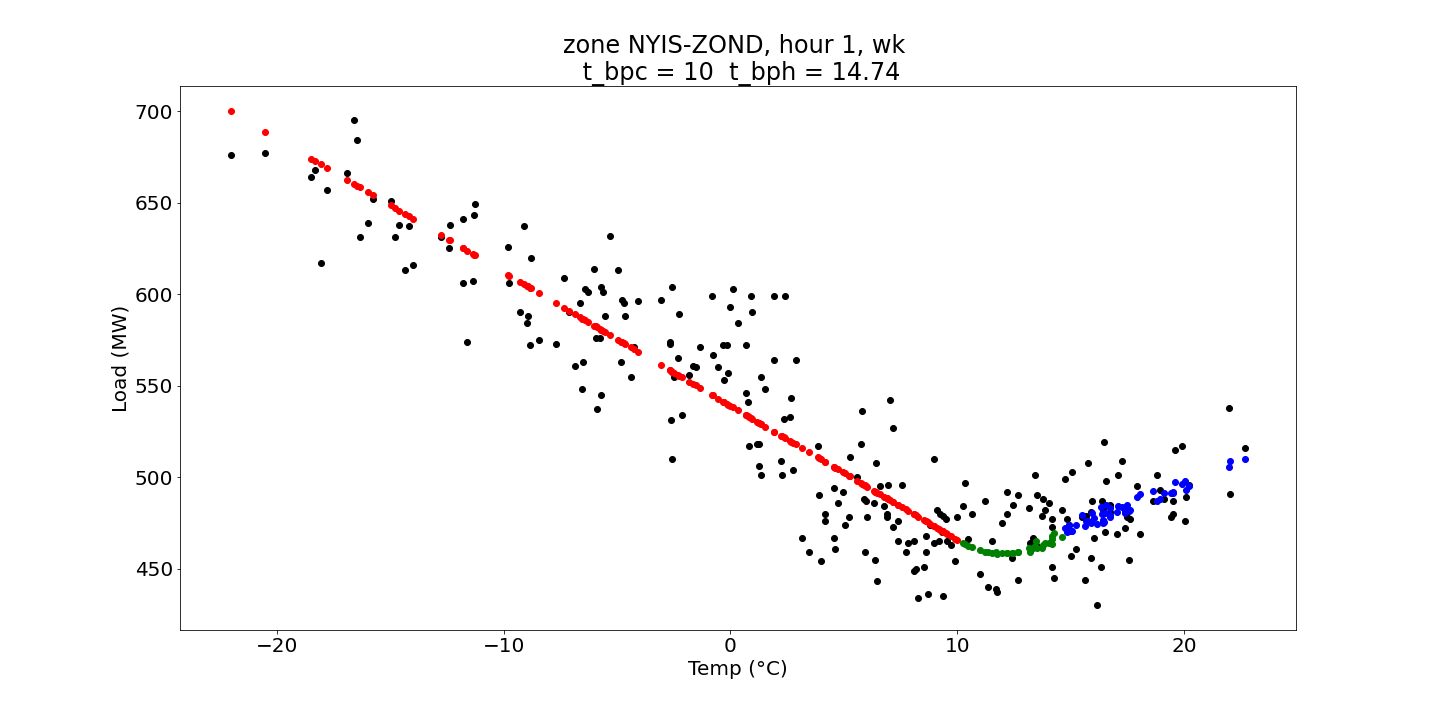 zone NYIS-ZOND, hour 1, wk
t_bpc = 10  t_bph = 14.74
700
650
600
550
500
450
Load (MW)
−20
−10
0
10
20
Temp (°C)